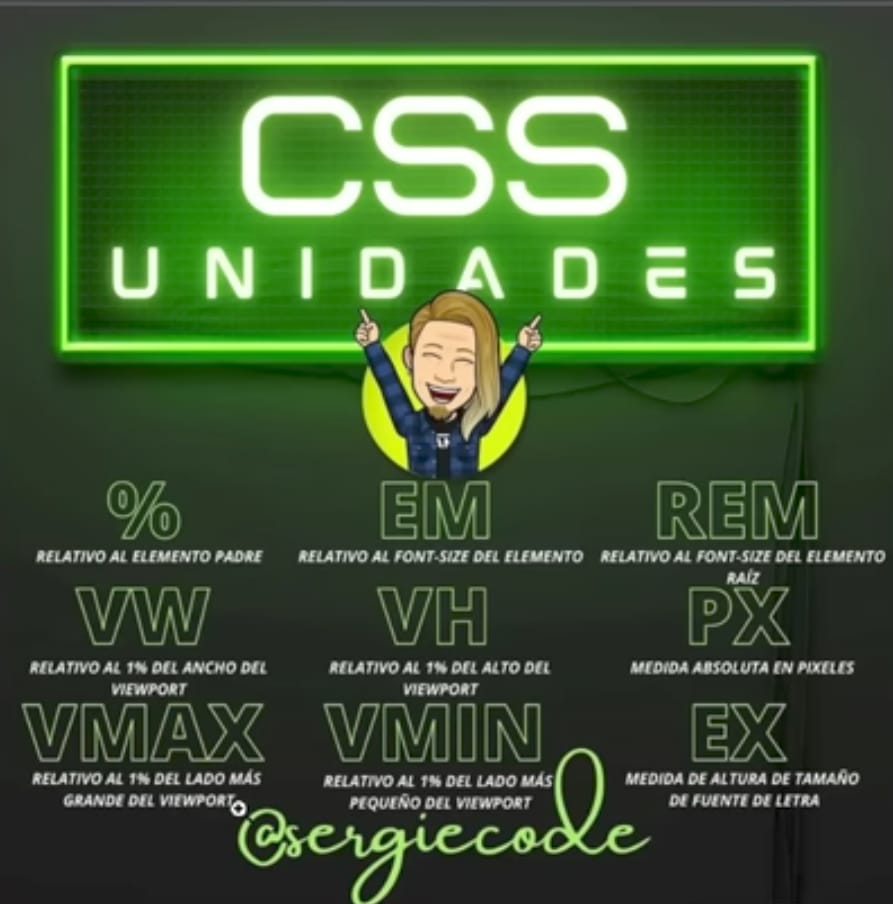 CSS
UNIDADES
%
EM
REM
RELATIVO AL ELEMENTO PADRE
RELATIVO AL FONT-SIZE DEL ELEMENTO
RELATIVO AL FONT-SIZE DEL ELEMENTO
RAÍZ
VW
VH
PX
RELATIVO AL 1% DEL ANCHO DEL
VIEWPORT
RELATIVO AL 1% DEL ALTO DEL
VIEWPORT
MEDIDA ABSOLUTA EN PIXELES
VMAX
VMIN
EX
RELATIVO AL 1% DEL LADO MÁS
GRANDE DEL VIEWPORT
RELATIVO AL 1% DEL LADO MÁS
PEQUEÑO DEL VIEWPORT
MEDIDA DE ALTURA DE TAMAÑO
DE FUENTE DE LETRA
@sergiecode